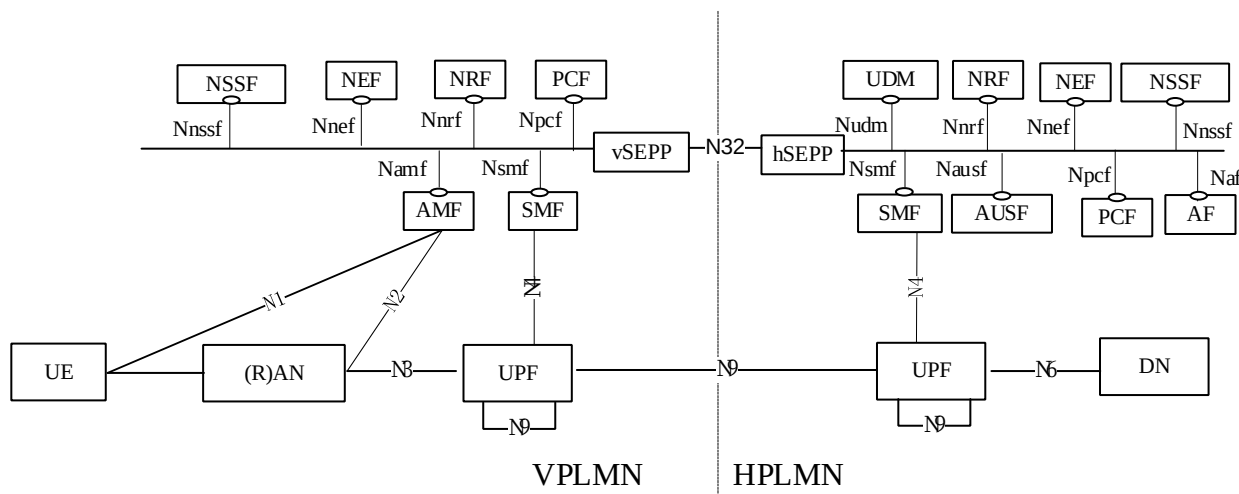 NSSF NEF NRF PCF UDM NRF NEF NSSF
Nnssf Nnef Nnrf Npcf Nudm Nnrf Nnef Nnssf
vSEPP N32 hSEPP
Namf Nsmf Nsmf Nausf Npcf Naf
AMF SMF SMF AUSF PCF AF
N1 N2 N4 N4
UE (R)AN N3 UPF N9 UPF N6 DN
N9 N9
VPLMN HPLMN